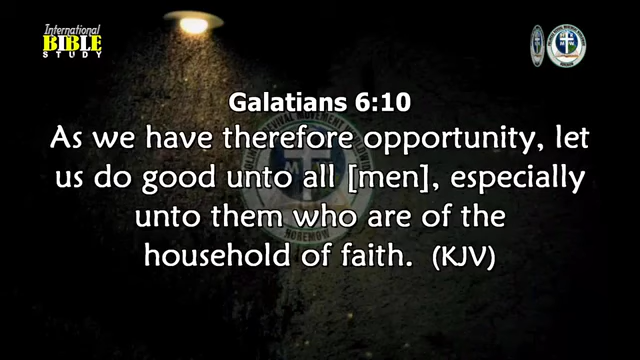 International
BIBLE
STUDY
Galatians 6:10
As we have therefore opportunity, let
us do good unto all [men], especially
unto them who are of the
household of faith. (KJV)